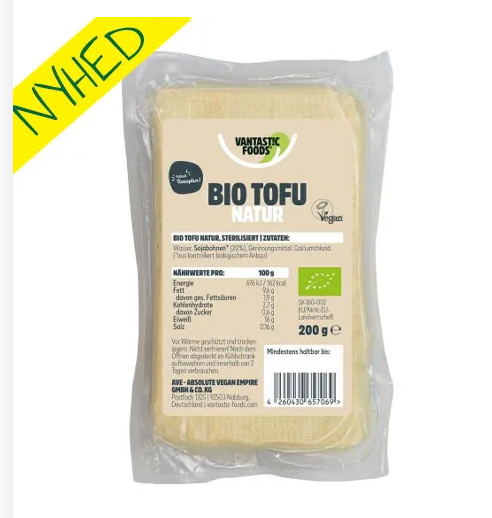 NYHED
VANTASTIC
FOODS
neue
Rezeptur!
BIO TOFU
NATUR
Vegan
BIO TOFU NATUR, STERILISIERT | ZUTATEN:
Wasser, Sojabohnen* (20%), Gerinnungsmittel: Calciumchlorid.
(*aus kontrolliert biologischem Anbau)
NÄHRWERTE PRO: 100 g
Energie 676 kJ / 162 kcal
Fett 9,6 g
davon ges. Fettsäuren 1,9 g
Kohlenhydrate 2,7 g
davon Zucker 0,6 g
Eiweiß 16 g
Salz 0,16 g
SK-BIO-002
EU/Nicht-EU-
Landwirtschaft
200 g e
Vor Wärme geschützt und trocken
lagern. Nicht einfrieren! Nach dem
Öffnen abgedeckt im Kühlschrank
aufbewahren und innerhalb von 2
Tagen verbrauchen.
Mindestens haltbar bis:
AVE - ABSOLUTE VEGAN EMPIRE
GMBH & CO. KG
Postfach 1325 | 92503 Nabburg,
Deutschland | vantastic-foods.com
4 260430 657069 >